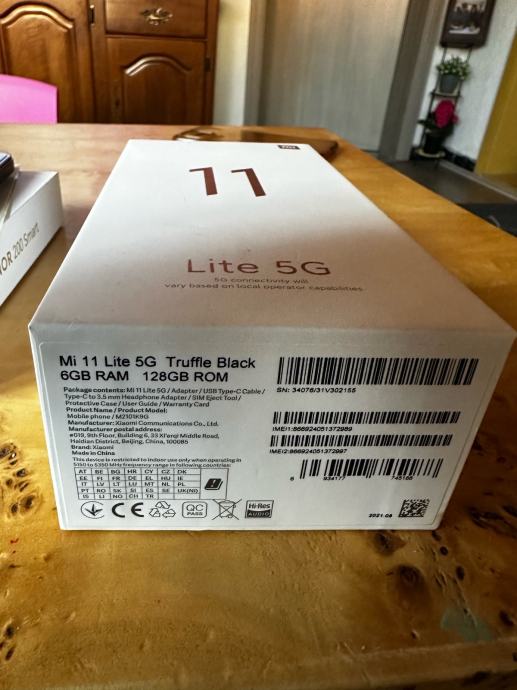 11
Lite 5G
5G connectivity will
vary based on local operator capabilities.
NOR 200 Smart
Mi 11 Lite 5G Truffle Black
6GB RAM 128GB ROM
Package contents: Mi 11 Lite 5G / Adapter / USB Type-C Cable /
Type-C to 3.5 mm Headphone Adapter / SIM Eject Tool /
Protective Case / User Guide / Warranty Card
Product Name / Product Model:
Mobile phone / M2101K9G
Manufacturer: Xiaomi Communications Co., Ltd.
Manufacturer postal address:
#019, 9th Floor, Building 6, 33 Xi'erqi Middle Road,
Haidian District, Beijing, China, 100085
Brand: Xiaomi
Made in China
This device is restricted to indoor use only when operating in
5150 to 5350 MHz frequency range in following countries:
AT BE BG HR CY CZ DK
EE FI FR DE EL HU IE
IT LV LT LU MT NL PL
PT RO SK SI ES SE UK(NI)
IS LI NO CH TR
CE
QC
PASS
Hi-Res
AUDIO
SN: 34076/31V302155
IMEI1:866924051372989
IMEI2:866924051372997
6 934177 745188
2021.08